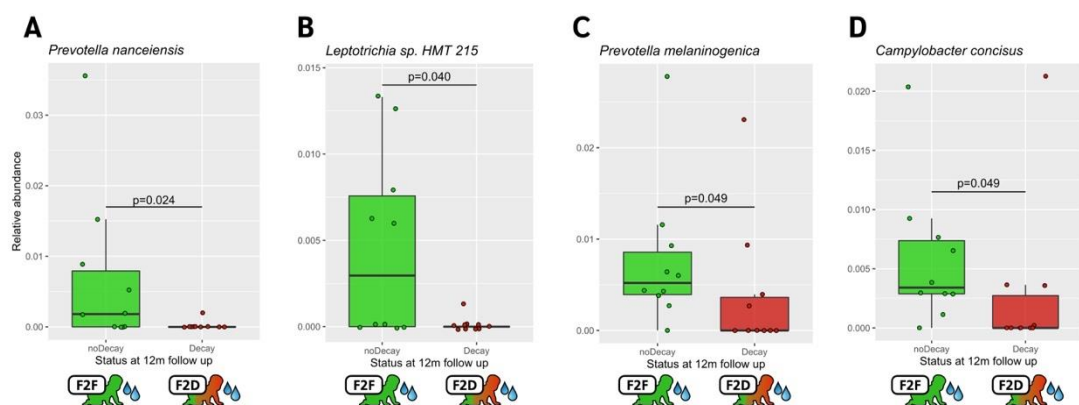 A
B
C
D
Prevotella nanceiensis
Leptotrichia sp. HMT 215
Prevotella melaninogenica
Campylobacter concisus
Relative abundance
0.03
0.02
0.01
0.00
p=0.024
noDecay
Decay
Status at 12m follow up
F2F
F2D
0.015
0.010
0.005
0.000
p=0.040
noDecay
Decay
Status at 12m follow up
F2F
F2D
0.02
0.01
0.00
p=0.049
noDecay
Decay
Status at 12m follow up
F2F
F2D
0.020
0.015
0.010
0.005
0.000
p=0.049
noDecay
Decay
Status at 12m follow up
F2F
F2D